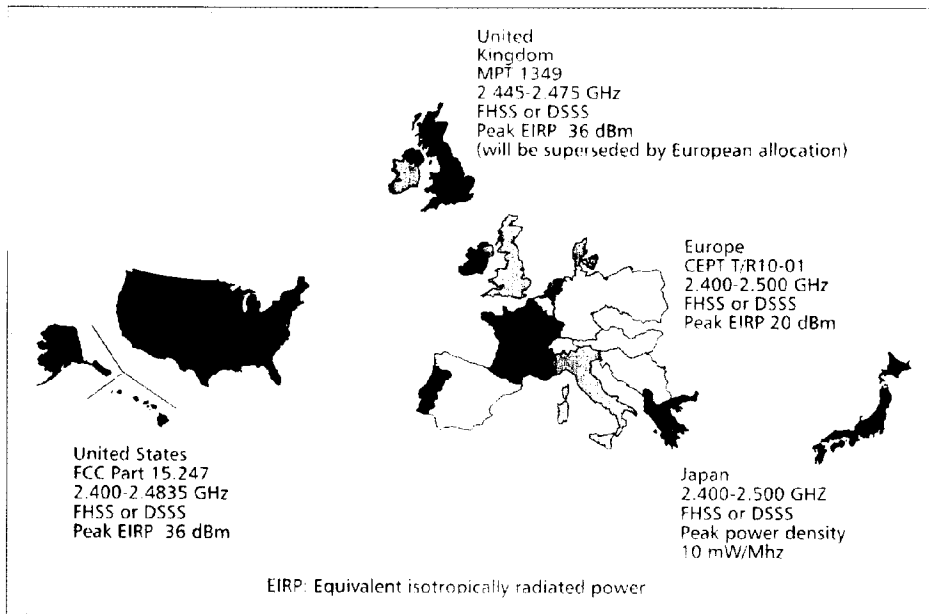 United
Kingdom
MPT 1349
2 445-2.475 GHz
FHSS or DSSS
Peak EIRP 36 dBm
(will be superseded by European allocation)
Europe
CEPT T/R10-01
2.400-2.500 GHz
FHSS or DSSS
Peak EIRP 20 dBm
United States
FCC Part 15.247
2.400-2.4835 GHz
FHSS or DSSS
Peak EIRP 36 dBm
Japan
2.400-2.500 GHZ
FHSS or DSSS
Peak power density
10 mW/Mhz
EIRP: Equivalent isotropically radiated power